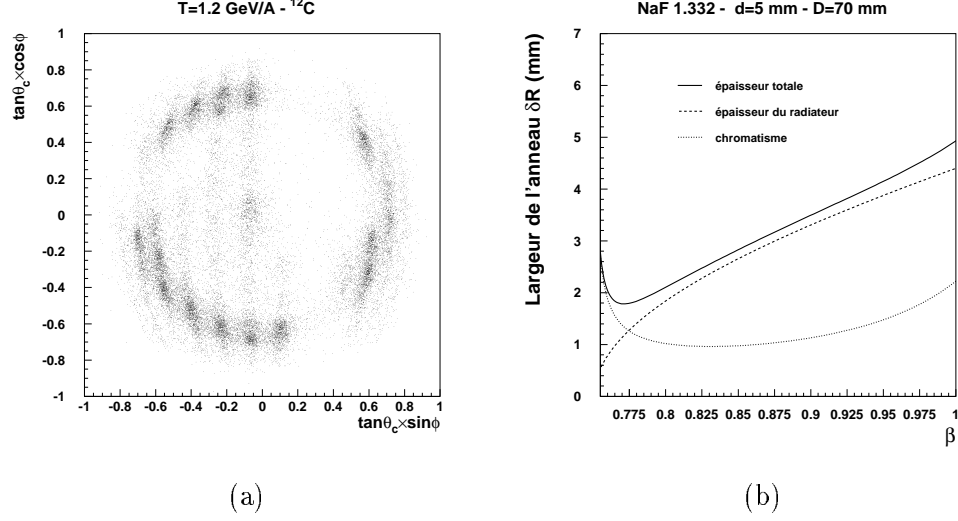 T=1.2 GeV/A - ¹²C
tanθc×cosϕ
1
0.8
0.6
0.4
0.2
0
-0.2
-0.4
-0.6
-0.8
-1
-1 -0.8 -0.6 -0.4 -0.2 0 0.2 0.4 0.6 0.8 1
tanθc×sinϕ
(a)
NaF 1.332 - d=5 mm - D=70 mm
Largeur de l'anneau δR (mm)
7
6
5
4
3
2
1
0
épaisseur totale
épaisseur du radiateur
chromatisme
0.775 0.8 0.825 0.85 0.875 0.9 0.925 0.95 0.975 1
β
(b)